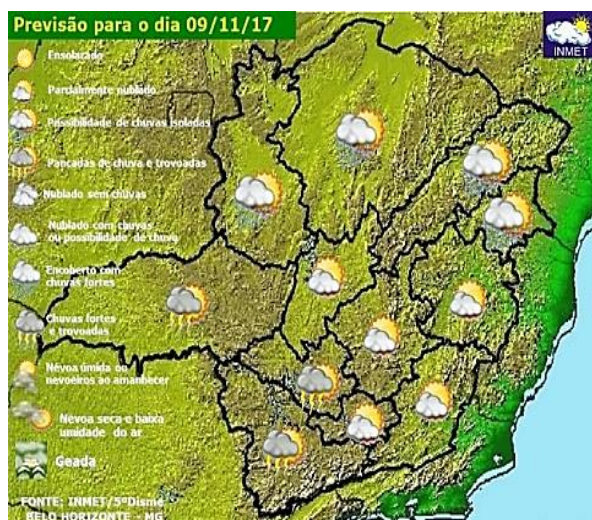 Previsão para o dia 09/11/17
INMET
Ensolarado
Parcialmente nublado
Possibilidade de chuvas isoladas
Pancadas de chuva e trovoadas
Nublado sem chuvas
Nublado com chuvas
ou possibilidade de chuva
Encoberto com
chuvas fortes
Chuvas fortes
e trovoadas
Névoa úmida ou
nevoeiros ao amanhecer
Névoa seca e baixa
umidade do ar
Geada
FONTE: INMET/5ºDisme
BELO HORIZONTE - MG